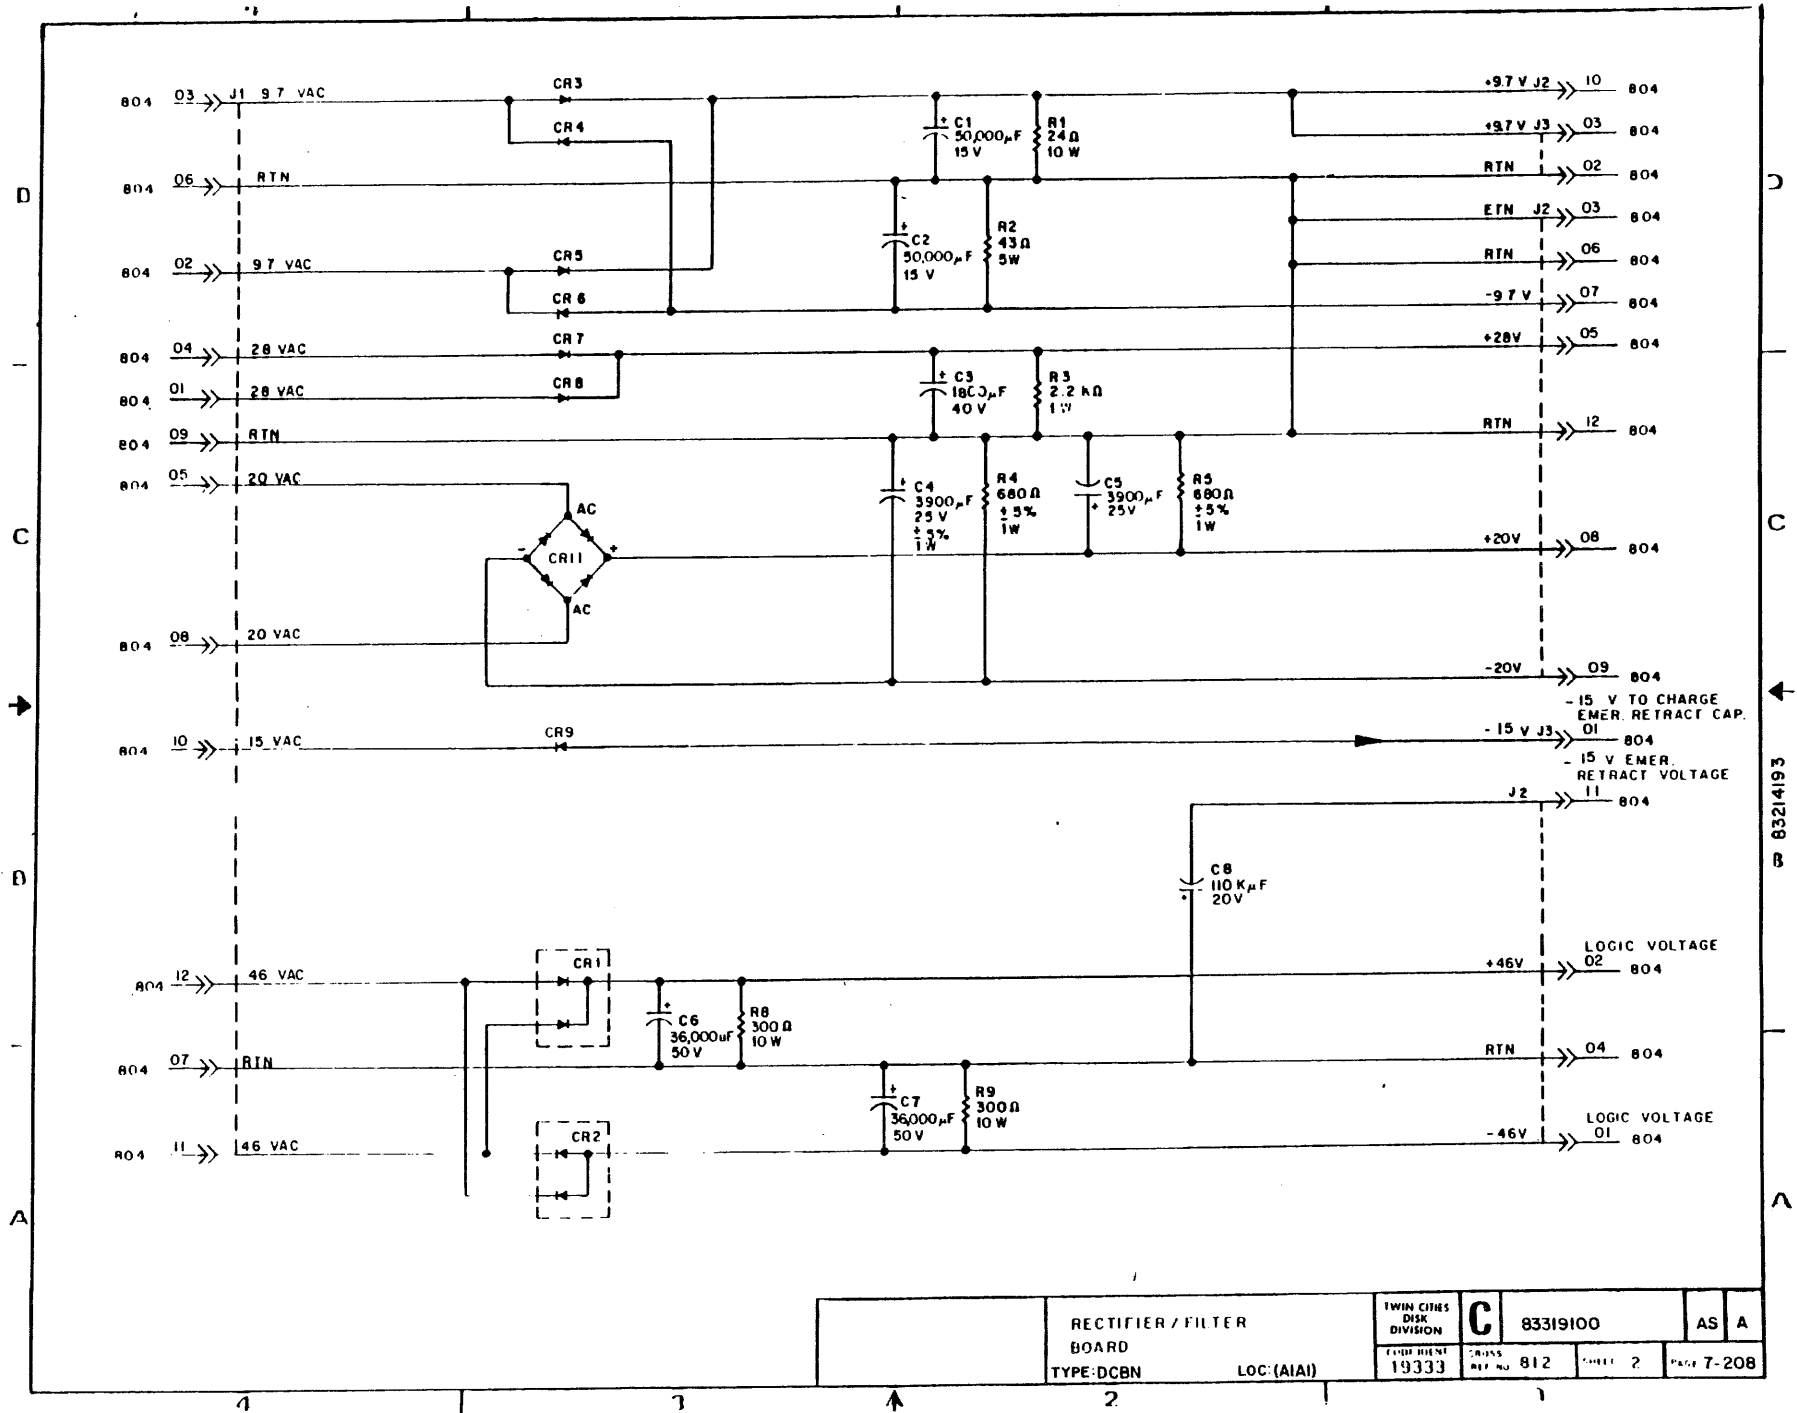 804 03 J1 9.7 VAC
CR3
+9.7 V J2 10 804
CR4
C1
50,000µF
15 V
R1
24Ω
10 W
+9.7 V J3 03 804
804 06 RTN
RTN 02 804
D
D
ETN J2 03 804
C2
50,000µF
15 V
R2
43Ω
5W
RTN 06 804
804 02 9.7 VAC
CR5
CR6
-9.7 V 07 804
804 04 28 VAC
CR7
+28V 05 804
804 01 28 VAC
CR8
C3
1800µF
40 V
R3
2.2 kΩ
1 W
804 09 RTN
RTN 12 804
804 05 20 VAC
AC
C4
3900µF
25 V
±5%
1W
R4
680Ω
±5%
1W
C5
3900µF
25V
R5
680Ω
±5%
1W
C
C
- CR11 +
+20V 08 804
AC
804 08 20 VAC
-20V 09 804
-15 V TO CHARGE
EMER. RETRACT CAP.
804 10 15 VAC
CR9
-15 V J3 01 804
-15 V EMER.
RETRACT VOLTAGE
J2 11 804
B 83214193
B
C8
110 KµF
20V
LOGIC VOLTAGE
804 12 46 VAC
CR1
+46V 02 804
C6
36,000uF
50 V
R8
300Ω
10 W
804 07 RTN
RTN 04 804
C7
36,000µF
50 V
R9
300Ω
10 W
LOGIC VOLTAGE
804 11 46 VAC
CR2
-46V 01 804
A
A
RECTIFIER / FILTER
BOARD
TYPE:DCBN LOC:(A1A1)
TWIN CITIES
DISK
DIVISION
C 83319100 AS A
CODE IDENT
19333
CROSS
REF NO 812 SHEET 2 PAGE 7-208
4 3 2 1